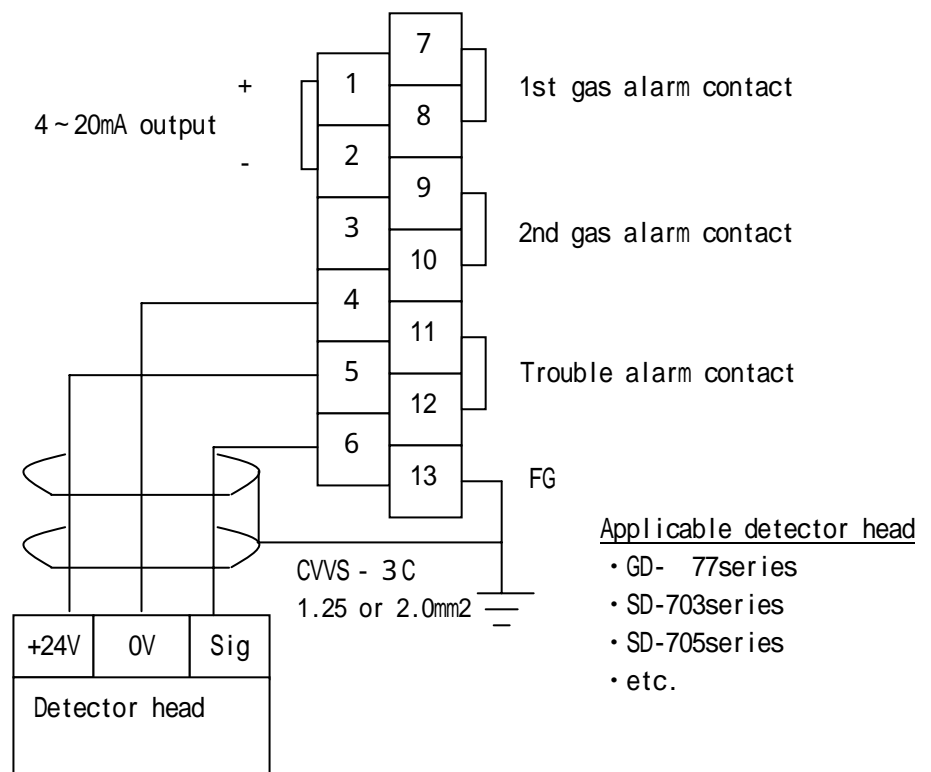 4~20mA output
+
-
1
2
3
4
5
6
7
8
9
10
11
12
13
1st gas alarm contact
2nd gas alarm contact
Trouble alarm contact
FG
CVVS - 3C
1.25 or 2.0mm2
+24V 0V Sig
Detector head
Applicable detector head
・GD- 77series
・SD-703series
・SD-705series
・etc.